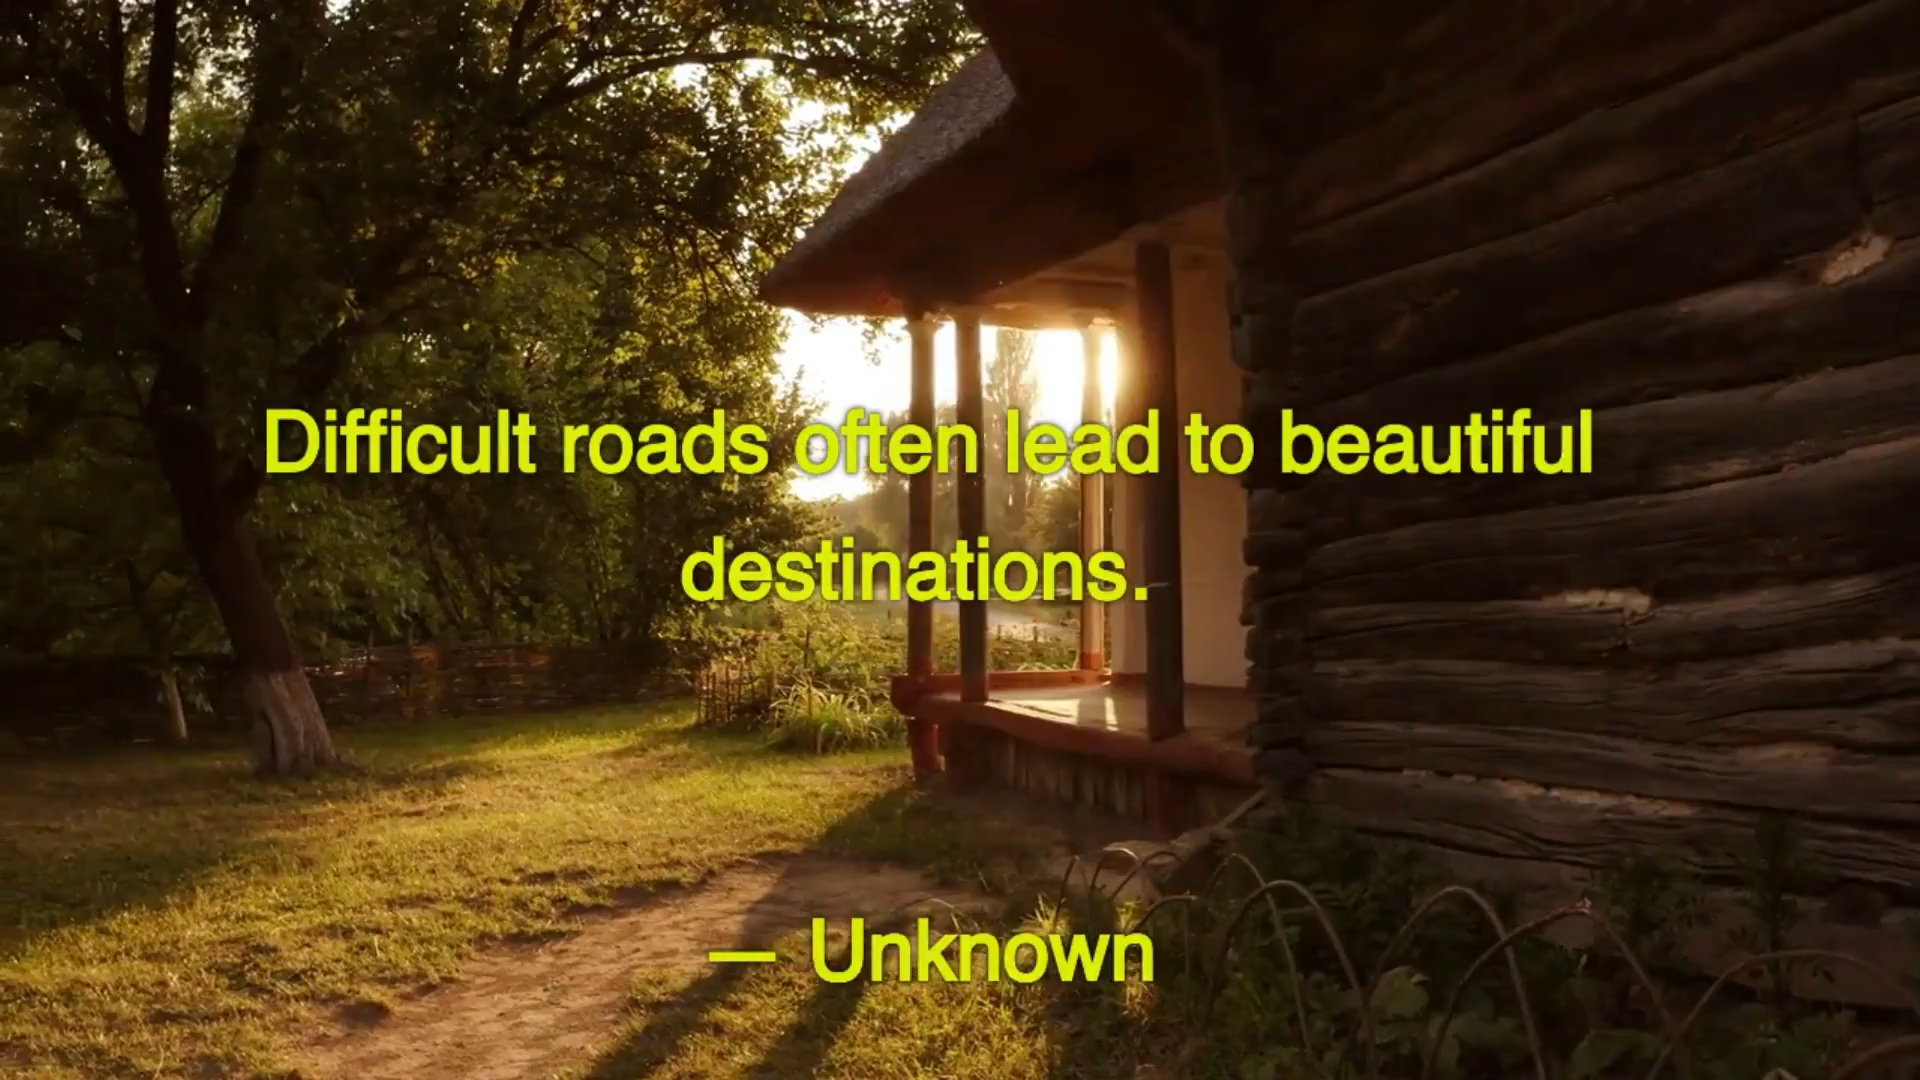 Difficult roads often lead to beautiful
destinations.
— Unknown